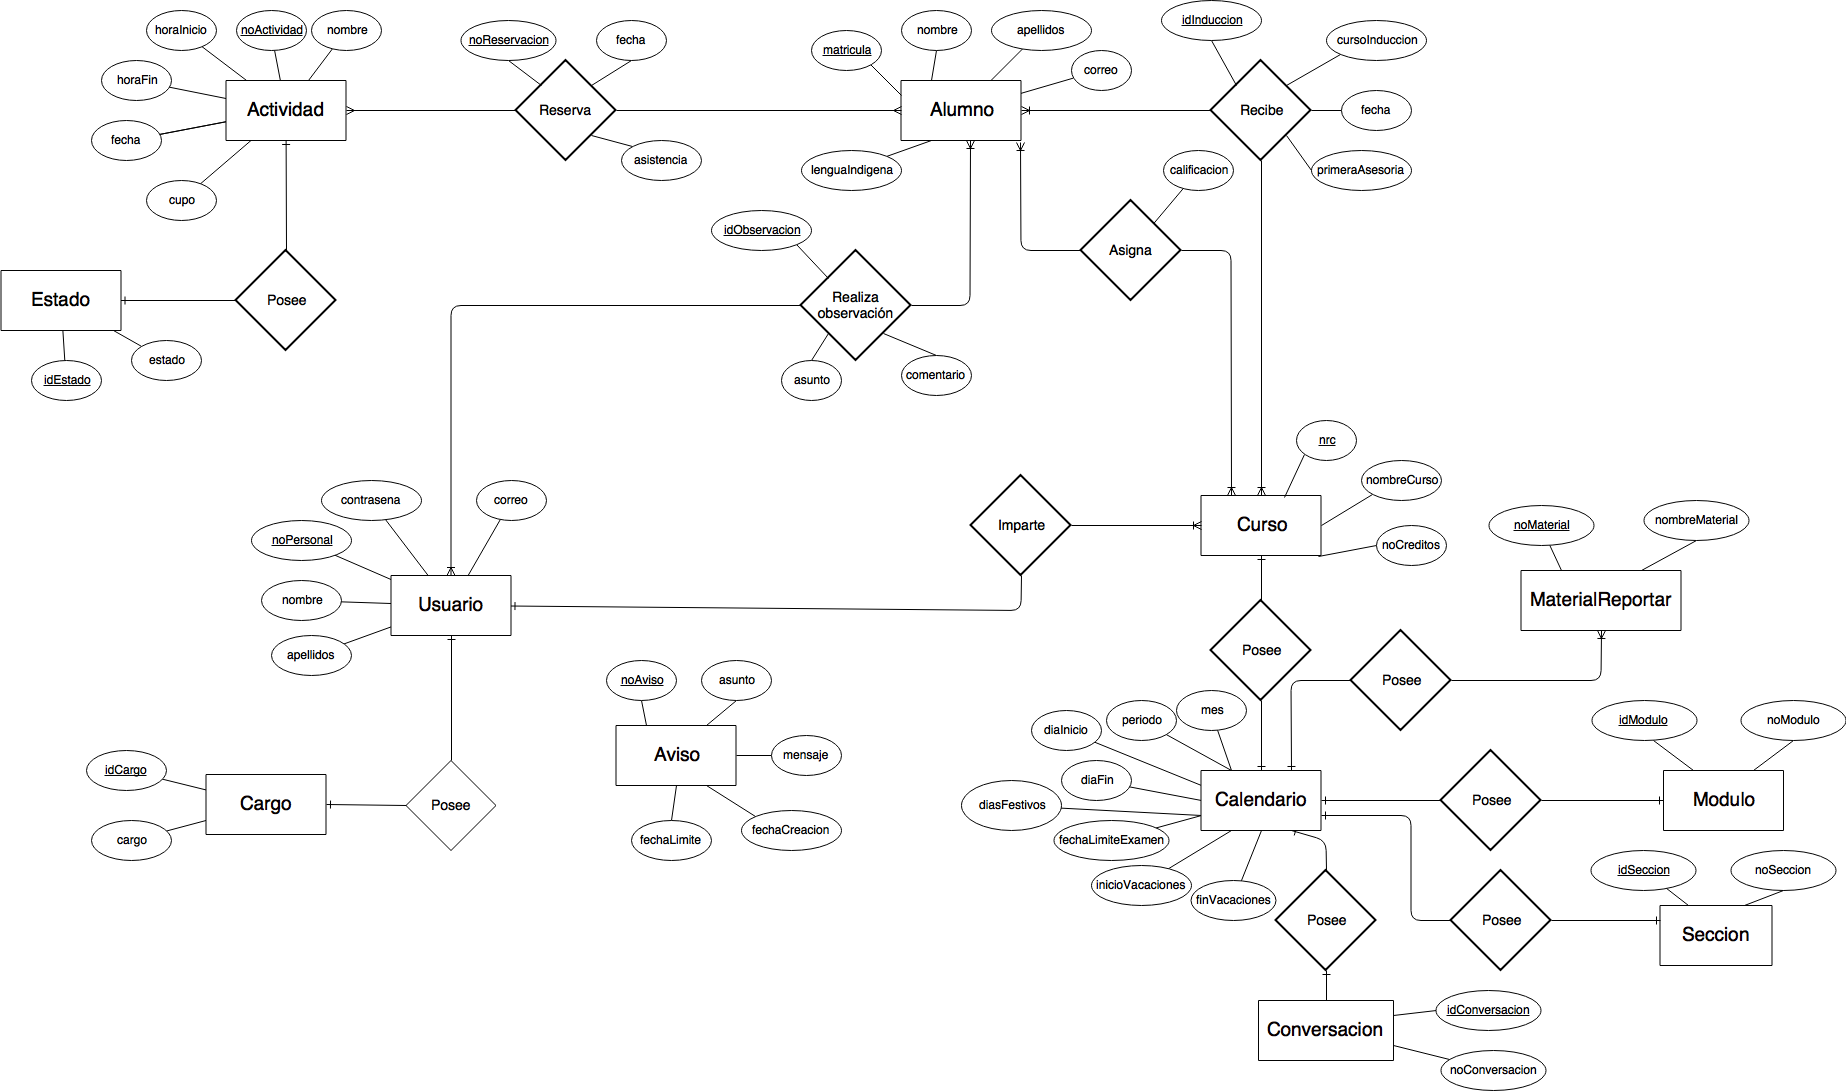 idInduccion
horaInicio
noActividad
nombre
nombre
apellidos
noReservacion
fecha
cursoInduccion
matricula
correo
horaFin
Actividad
Reserva
Alumno
Recibe
fecha
fecha
asistencia
lenguaIndigena
calificacion
primeraAsesoria
cupo
idObservacion
Asigna
Estado
Posee
Realiza
observación
estado
idEstado
asunto
comentario
nrc
nombreCurso
contrasena
correo
Imparte
Curso
noMaterial
nombreMaterial
noPersonal
noCreditos
nombre
Usuario
MaterialReportar
apellidos
Posee
noAviso
asunto
Posee
mes
periodo
diaInicio
idModulo
noModulo
Aviso
mensaje
idCargo
diaFin
Cargo
Posee
diasFestivos
Calendario
Posee
Modulo
cargo
fechaLimite
fechaCreacion
fechaLimiteExamen
idSeccion
noSeccion
inicioVacaciones
finVacaciones
Posee
Posee
Seccion
idConversacion
Conversacion
noConversacion